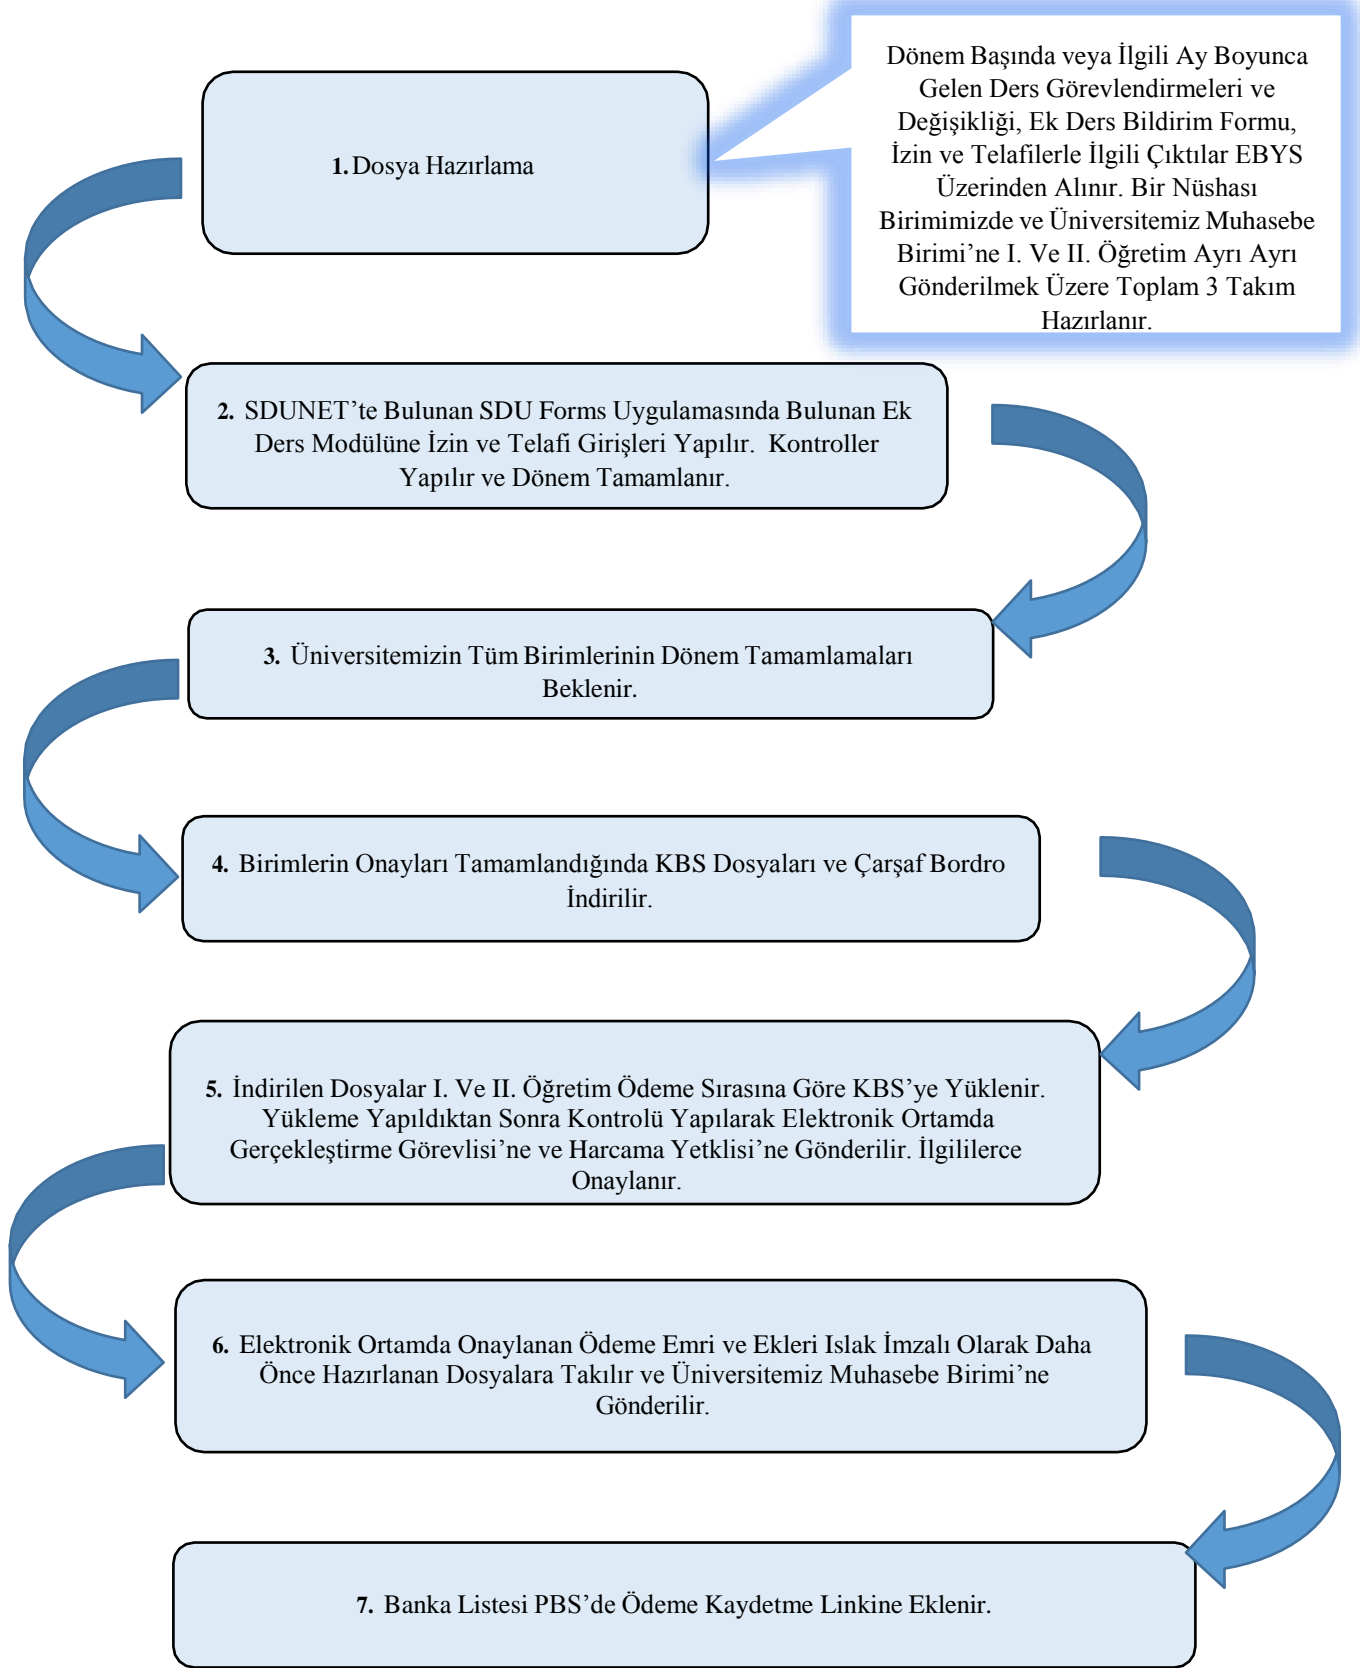 1. Dosya Hazırlama
Dönem Başında veya İlgili Ay Boyunca
Gelen Ders Görevlendirmeleri ve
Değişikliği, Ek Ders Bildirim Formu,
İzin ve Telafilerle İlgili Çıktılar EBYS
Üzerinden Alınır. Bir Nüshası
Birimimizde ve Üniversitemiz Muhasebe
Birimi’ne I. Ve II. Öğretim Ayrı Ayrı
Gönderilmek Üzere Toplam 3 Takım
Hazırlanır.
2. SDUNET’te Bulunan SDU Forms Uygulamasında Bulunan Ek
Ders Modülüne İzin ve Telafi Girişleri Yapılır. Kontroller
Yapılır ve Dönem Tamamlanır.
3. Üniversitemizin Tüm Birimlerinin Dönem Tamamlamaları
Beklenir.
4. Birimlerin Onayları Tamamlandığında KBS Dosyaları ve Çarşaf Bordro
İndirilir.
5. İndirilen Dosyalar I. Ve II. Öğretim Ödeme Sırasına Göre KBS’ye Yüklenir.
Yükleme Yapıldıktan Sonra Kontrolü Yapılarak Elektronik Ortamda
Gerçekleştirme Görevlisi’ne ve Harcama Yetklisi’ne Gönderilir. İlgililerce
Onaylanır.
6. Elektronik Ortamda Onaylanan Ödeme Emri ve Ekleri Islak İmzalı Olarak Daha
Önce Hazırlanan Dosyalara Takılır ve Üniversitemiz Muhasebe Birimi’ne
Gönderilir.
7. Banka Listesi PBS’de Ödeme Kaydetme Linkine Eklenir.